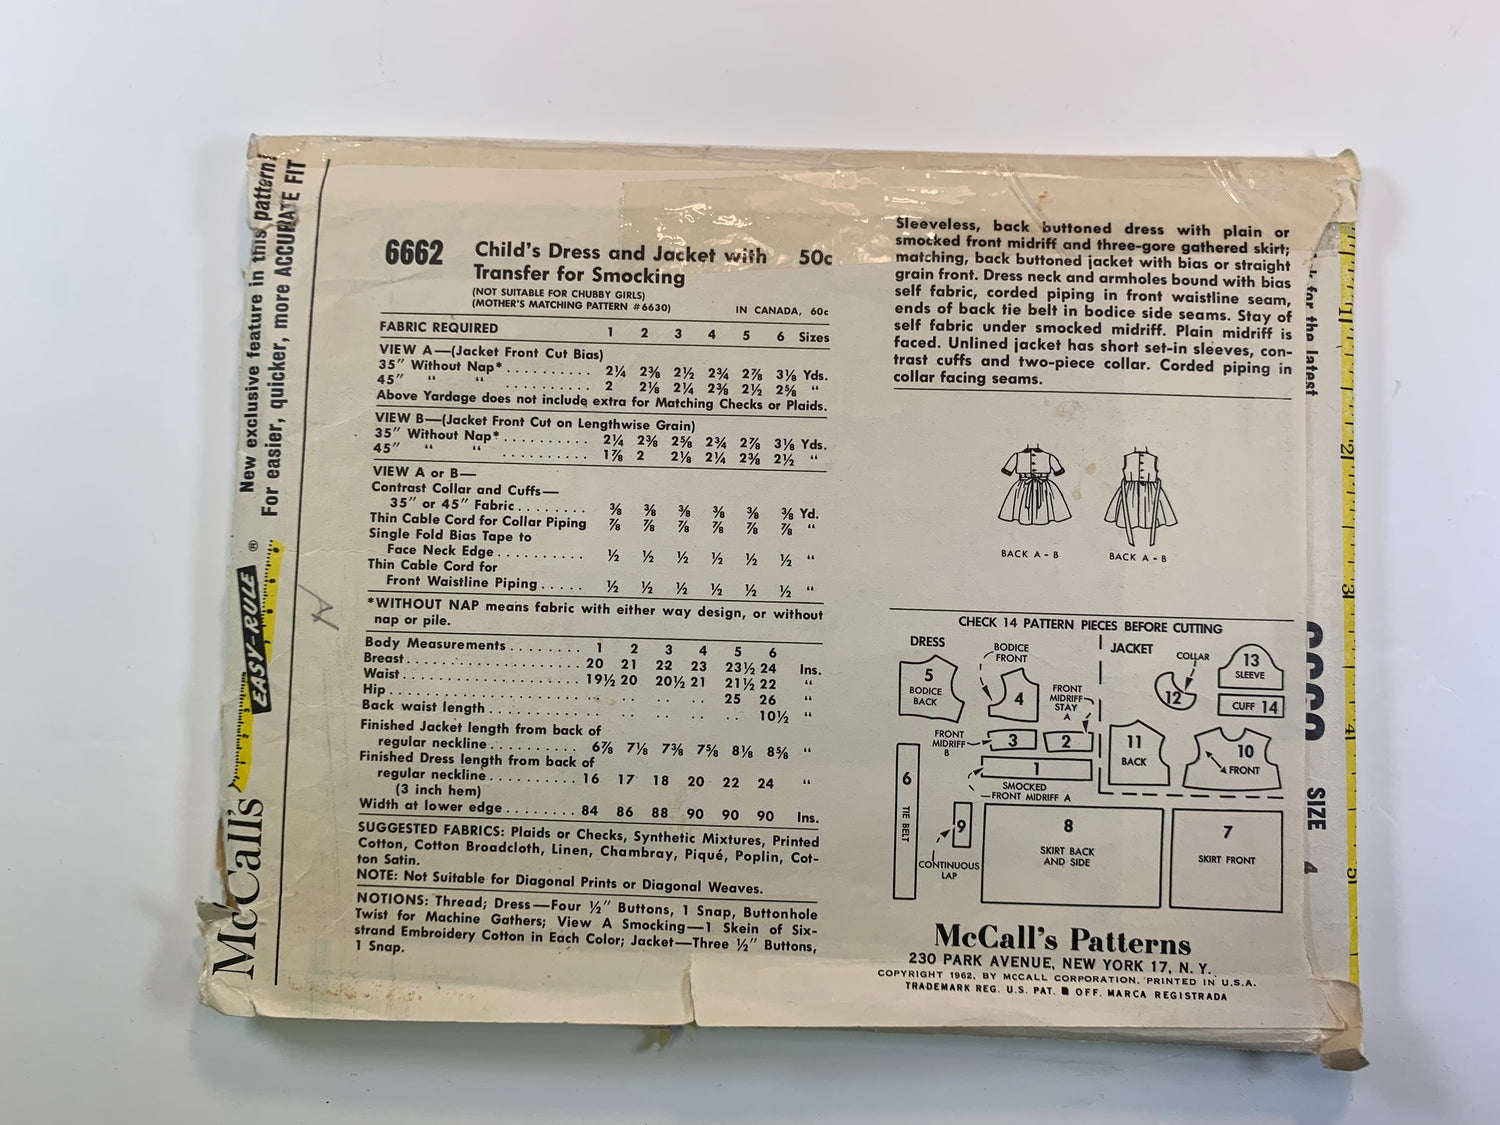 New exclusive feature in this pattern!
For easier, quicker, more ACCURATE FIT
EASY-RULE ®
McCall's
6662 Child's Dress and Jacket with 50c
Transfer for Smocking
(NOT SUITABLE FOR CHUBBY GIRLS)
(MOTHER'S MATCHING PATTERN #6630) IN CANADA, 60c
FABRIC REQUIRED 1 2 3 4 5 6 Sizes
VIEW A—(Jacket Front Cut Bias)
35" Without Nap* . . . . . . . . . . 2¼ 2⅜ 2½ 2¾ 2⅞ 3⅛ Yds.
45" " " . . . . . . . . . . 2 2⅛ 2¼ 2⅜ 2½ 2⅝ "
Above Yardage does not include extra for Matching Checks or Plaids.
VIEW B—(Jacket Front Cut on Lengthwise Grain)
35" Without Nap* . . . . . . . . . . 2¼ 2⅜ 2⅝ 2¾ 2⅞ 3⅛ Yds.
45" " " . . . . . . . . . . 1⅞ 2 2⅛ 2¼ 2⅜ 2½ "
VIEW A or B—
Contrast Collar and Cuffs—
35" or 45" Fabric . . . . . . . . ⅜ ⅜ ⅜ ⅜ ⅜ ⅜ Yd.
Thin Cable Cord for Collar Piping ⅞ ⅞ ⅞ ⅞ ⅞ ⅞ "
Single Fold Bias Tape to
Face Neck Edge . . . . . . . . . . ½ ½ ½ ½ ½ ½ "
Thin Cable Cord for
Front Waistline Piping . . . . . ½ ½ ½ ½ ½ ½ "
*WITHOUT NAP means fabric with either way design, or without
nap or pile.
Body Measurements . . . . . . . . 1 2 3 4 5 6
Breast . . . . . . . . . . . . . . . . . . . . 20 21 22 23 23½ 24 Ins.
Waist . . . . . . . . . . . . . . . . . . . . 19½ 20 20½ 21 21½ 22 "
Hip . . . . . . . . . . . . . . . . . . . . . . .. .. .. .. 25 26 "
Back waist length . . . . . . . . . . . .. .. .. .. .. 10½ "
Finished Jacket length from back of
regular neckline . . . . . . . . . . 6⅞ 7⅛ 7⅜ 7⅝ 8⅛ 8⅝ "
Finished Dress length from back of
regular neckline . . . . . . . . . . 16 17 18 20 22 24 "
(3 inch hem)
Width at lower edge . . . . . . . . 84 86 88 90 90 90 Ins.
SUGGESTED FABRICS: Plaids or Checks, Synthetic Mixtures, Printed
Cotton, Cotton Broadcloth, Linen, Chambray, Piqué, Poplin, Cot-
ton Satin.
NOTE: Not Suitable for Diagonal Prints or Diagonal Weaves.
NOTIONS: Thread; Dress—Four ½" Buttons, 1 Snap, Buttonhole
Twist for Machine Gathers; View A Smocking—1 Skein of Six-
strand Embroidery Cotton in Each Color; Jacket—Three ½" Buttons,
1 Snap.
Sleeveless, back buttoned dress with plain or
smocked front midriff and three-gore gathered skirt;
matching, back buttoned jacket with bias or straight
grain front. Dress neck and armholes bound with bias
self fabric, corded piping in front waistline seam,
ends of back tie belt in bodice side seams. Stay of
self fabric under smocked midriff. Plain midriff is
faced. Unlined jacket has short set-in sleeves, con-
trast cuffs and two-piece collar. Corded piping in
collar facing seams.
BACK A - B
BACK A - B
CHECK 14 PATTERN PIECES BEFORE CUTTING
DRESS
5
BODICE
BACK
BODICE
FRONT
4
FRONT
MIDRIFF
STAY
A
FRONT
MIDRIFF
B
3
2
1
SMOCKED
FRONT MIDRIFF A
6
TIE BELT
9
CONTINUOUS
LAP
8
SKIRT BACK
AND SIDE
7
SKIRT FRONT
JACKET
COLLAR
12
13
SLEEVE
CUFF 14
11
BACK
10
FRONT
McCall's Patterns
230 PARK AVENUE, NEW YORK 17, N. Y.
COPYRIGHT 1962, BY MCCALL CORPORATION. PRINTED IN U.S.A.
TRADEMARK REG. U.S. PAT. OFF. MARCA REGISTRADA
for the latest
SIZE 4
1
2
3
4
5